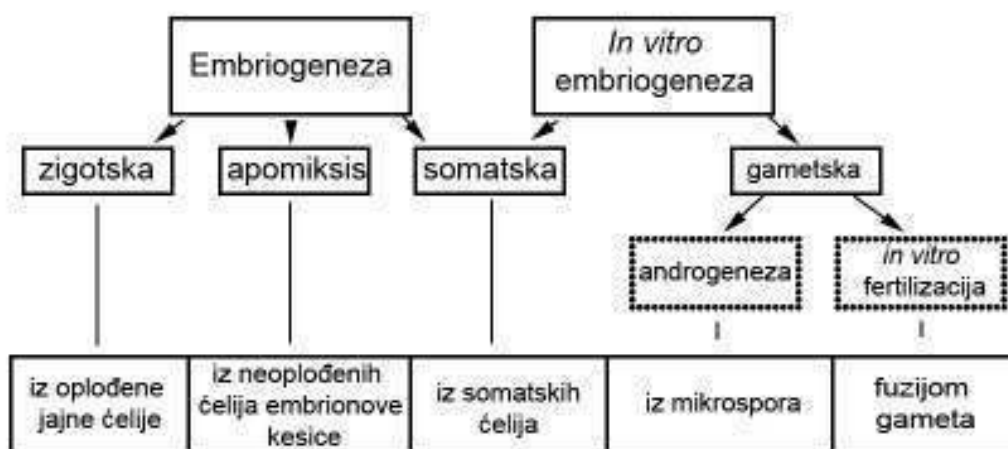 Embriogeneza
In vitro
embriogeneza
zigotska
apomiksis
somatska
gametska
androgeneza
in vitro
fertilizacija
iz oplođene
jajne ćelije
iz neoplođenih
ćelija embrionove
kesice
iz somatskih
ćelija
iz mikrospora
fuzijom
gameta